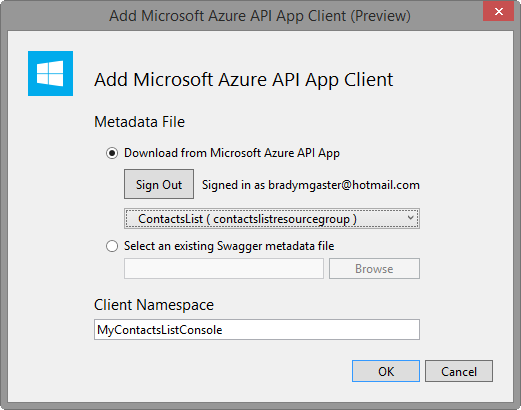 Add Microsoft Azure API App Client (Preview)
Add Microsoft Azure API App Client
Metadata File
Download from Microsoft Azure API App
Sign Out Signed in as bradymgaster@hotmail.com
ContactsList ( contactslistresourcegroup )
Select an existing Swagger metadata file
Browse
Client Namespace
MyContactsListConsole
OK Cancel